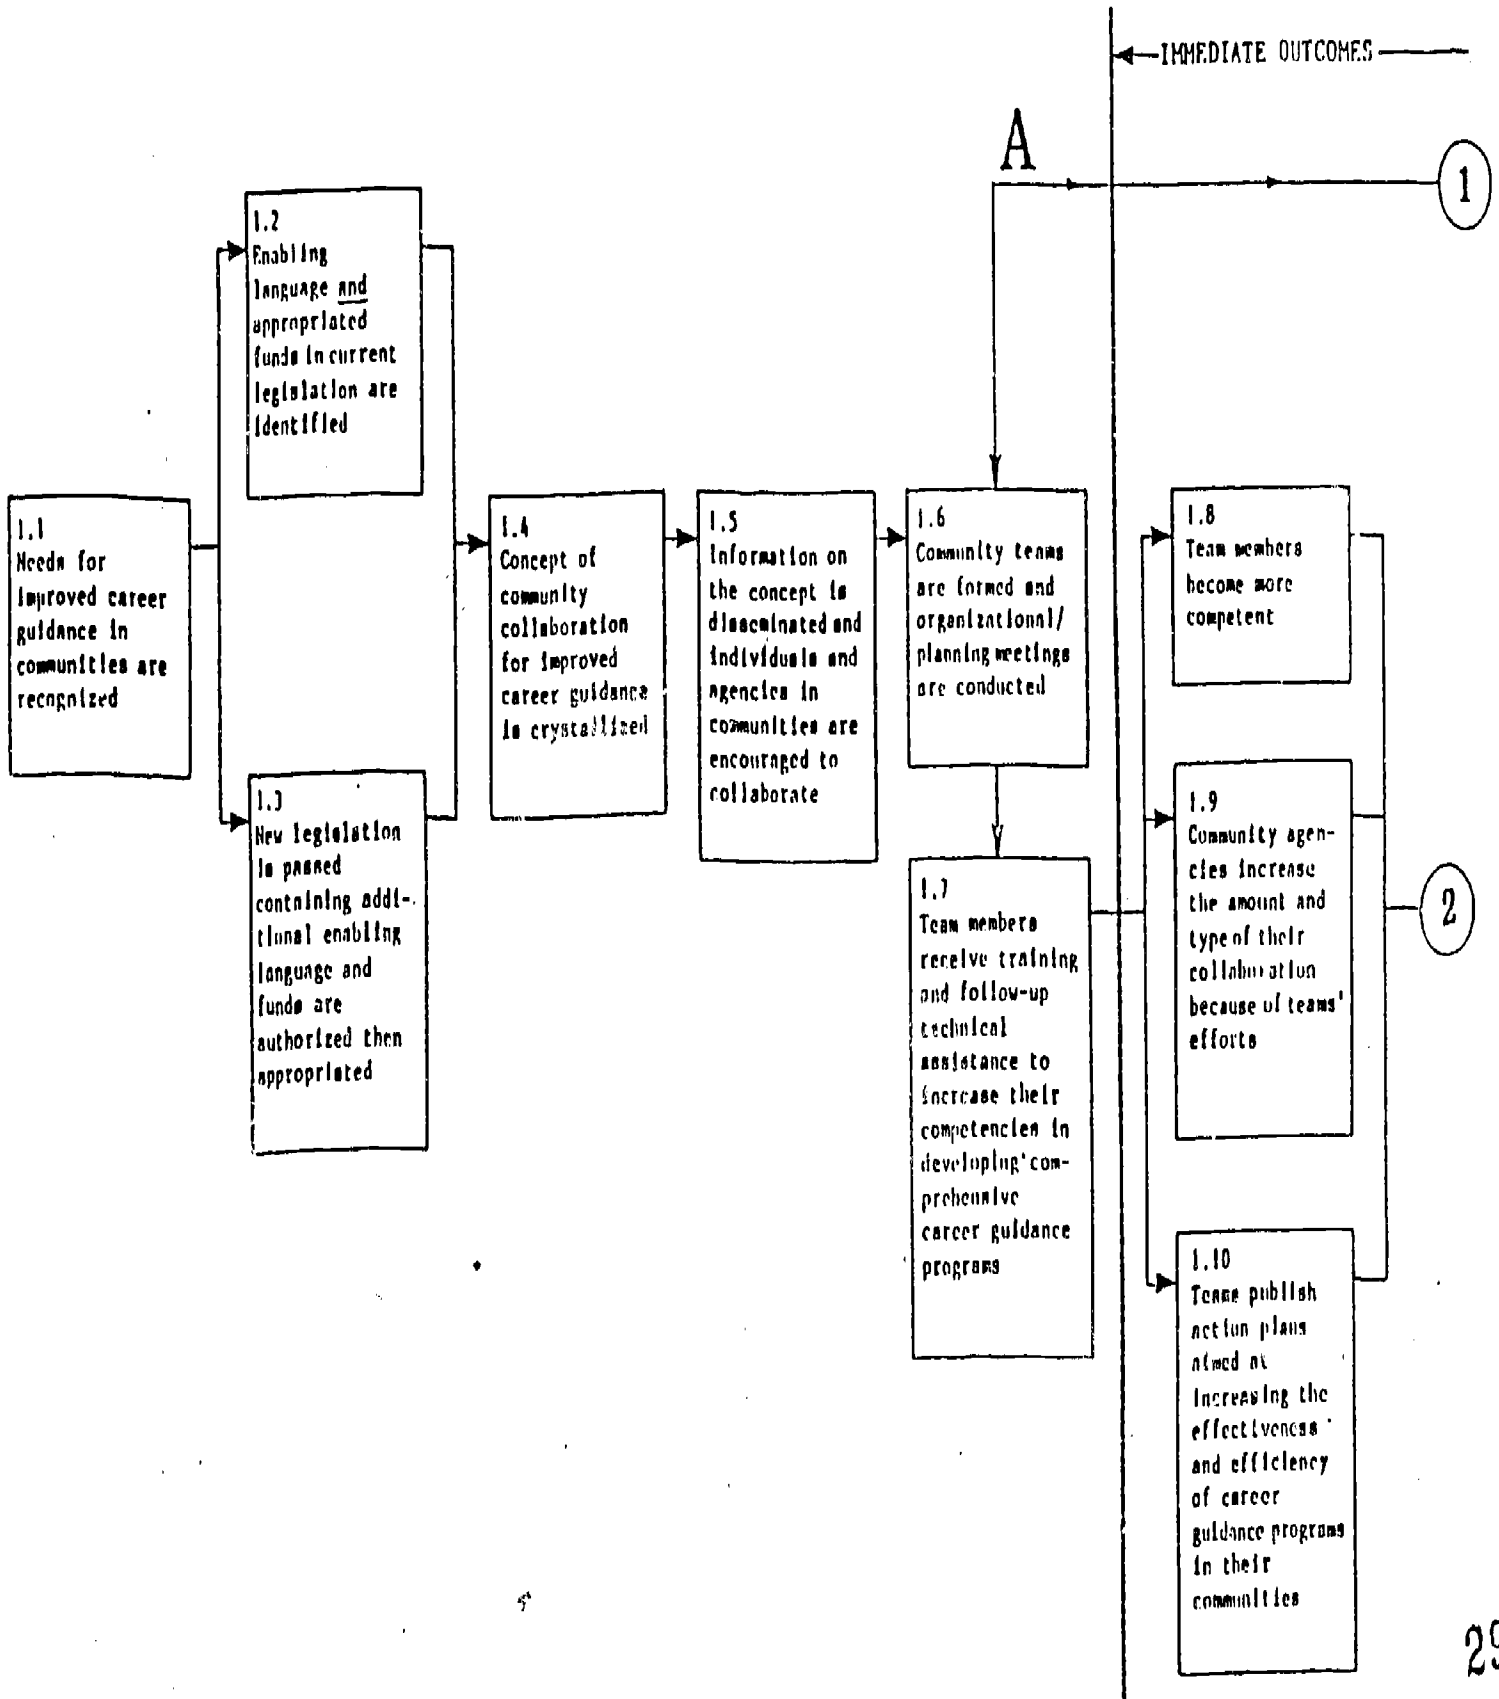 IMMEDIATE OUTCOMES
A
1
1.1
Needs for
improved career
guidance in
communities are
recognized
1.2
Enabling
language and
appropriated
funds in current
legislation are
identified
1.3
New legislation
is passed
containing addi-
tional enabling
language and
funds are
authorized then
appropriated
1.4
Concept of
community
collaboration
for improved
career guidance
is crystallized
1.5
Information on
the concept is
disseminated and
individuals and
agencies in
communities are
encouraged to
collaborate
1.6
Community teams
are formed and
organizational/
planning meetings
are conducted
1.7
Team members
receive training
and follow-up
technical
assistance to
increase their
competencies in
developing com-
prehensive
career guidance
programs
1.8
Team members
become more
competent
1.9
Community agen-
cies increase
the amount and
type of their
collaboration
because of teams'
efforts
1.10
Teams publish
action plans
aimed at
increasing the
effectiveness
and efficiency
of career
guidance programs
in their
communities
2